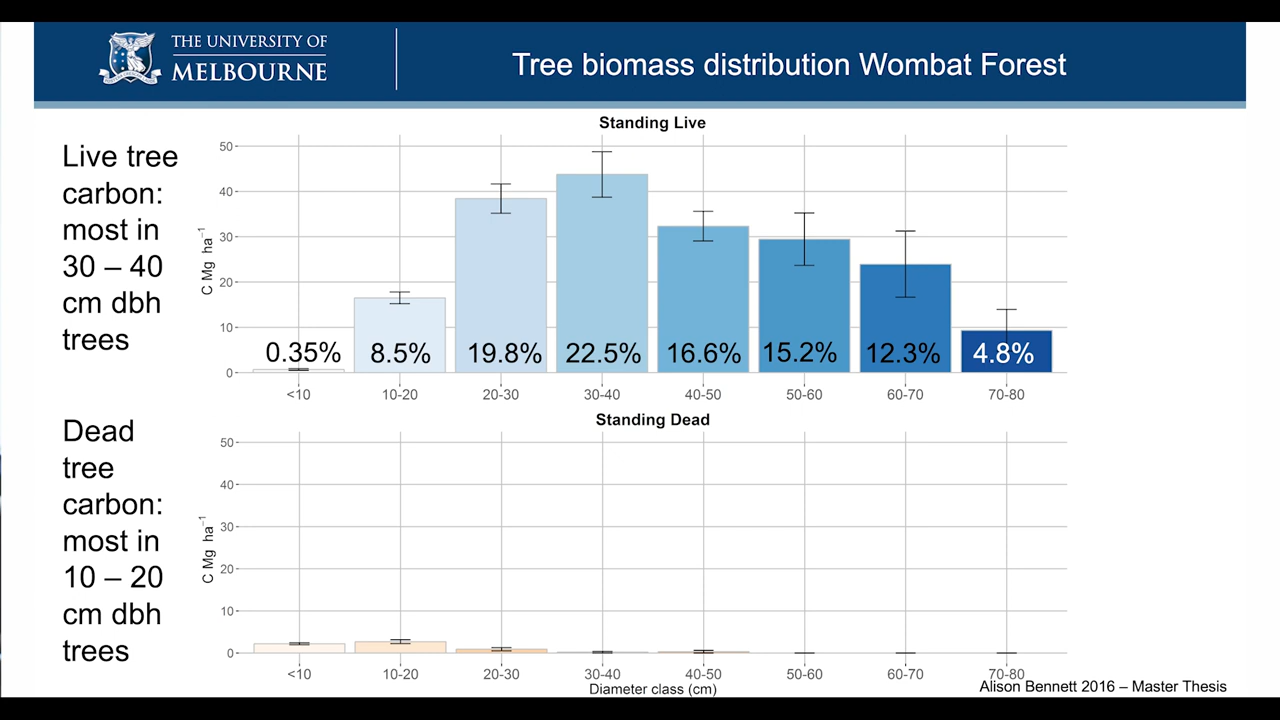 THE UNIVERSITY OF
MELBOURNE
Tree biomass distribution Wombat Forest
Live tree
carbon:
most in
30 – 40
cm dbh
trees
Standing Live
C Mg ha⁻¹
50
40
30
20
10
0
0.35%
8.5%
19.8%
22.5%
16.6%
15.2%
12.3%
4.8%
<10
10-20
20-30
30-40
40-50
50-60
60-70
70-80
Dead
tree
carbon:
most in
10 – 20
cm dbh
trees
Standing Dead
C Mg ha⁻¹
50
40
30
20
10
0
<10
10-20
20-30
30-40
40-50
50-60
60-70
70-80
Diameter class (cm)
Alison Bennett 2016 – Master Thesis